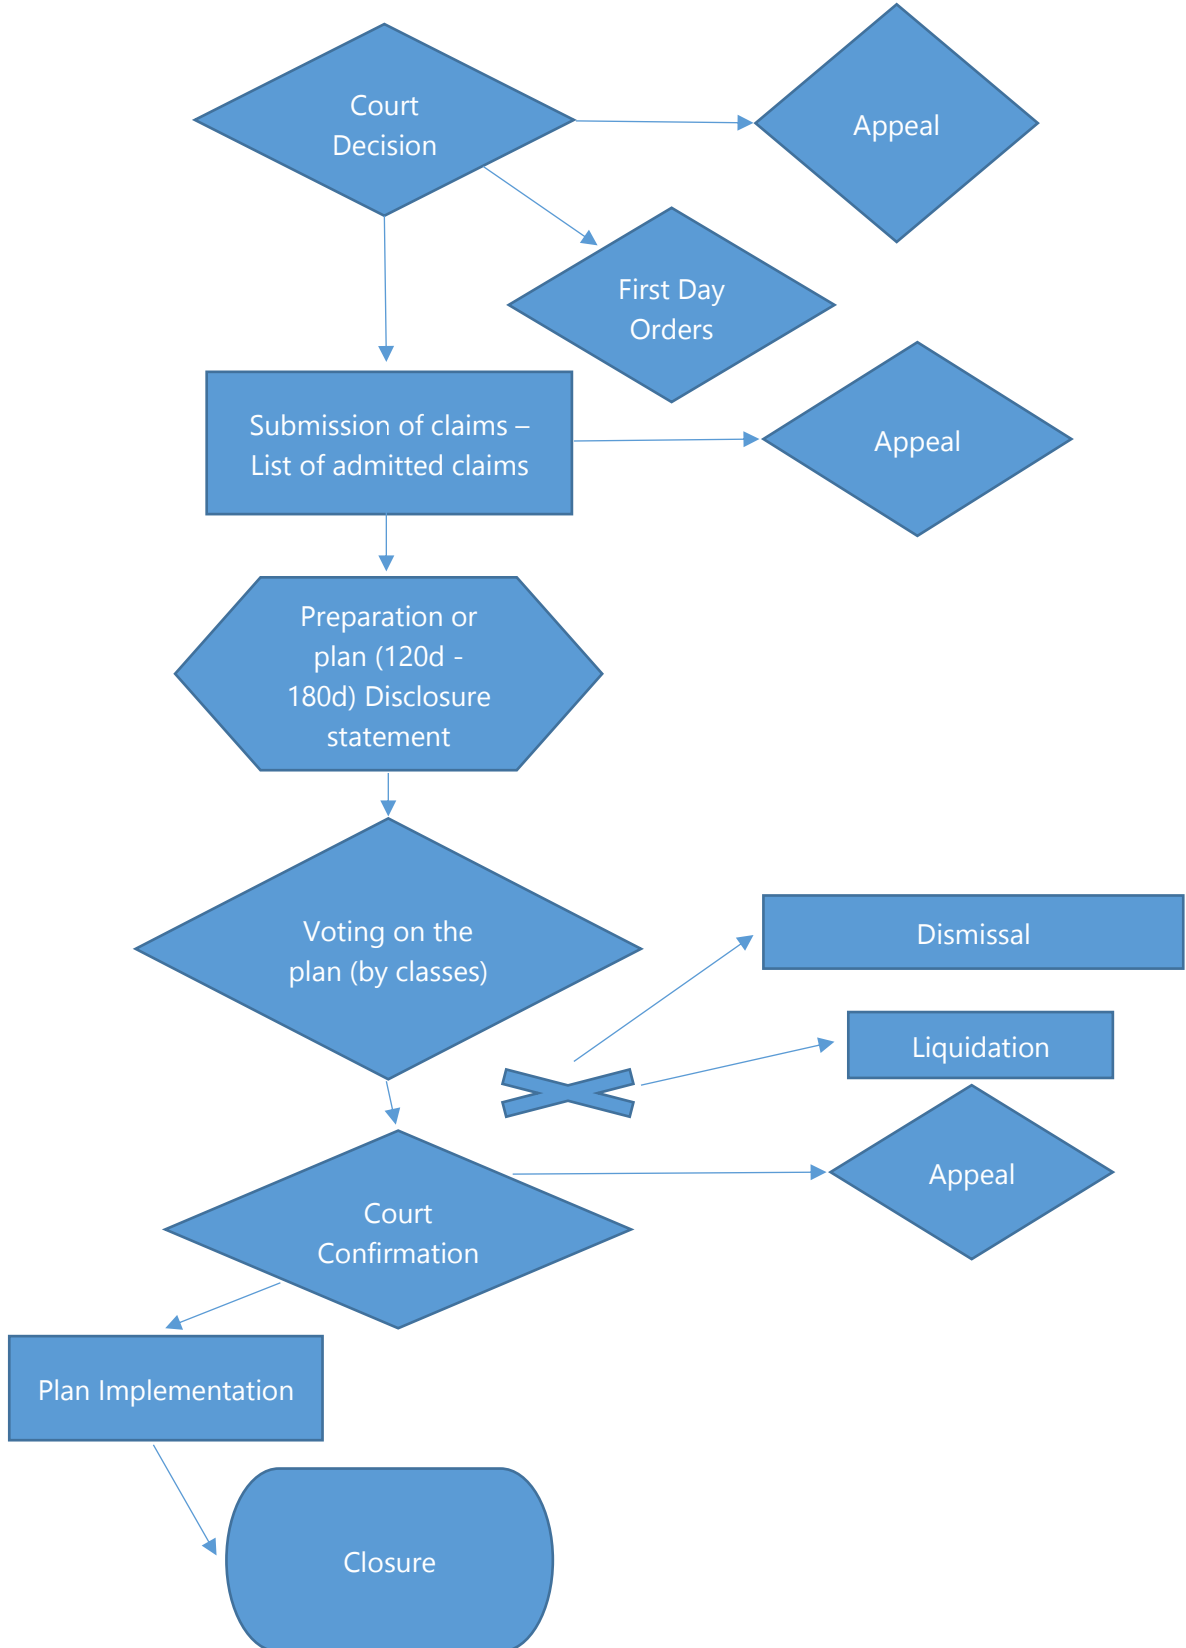 Court
Decision
Appeal
First Day
Orders
Submission of claims –
List of admitted claims
Appeal
Preparation or
plan (120d -
180d) Disclosure
statement
Voting on the
plan (by classes)
Dismissal
Liquidation
Appeal
Court
Confirmation
Plan Implementation
Closure